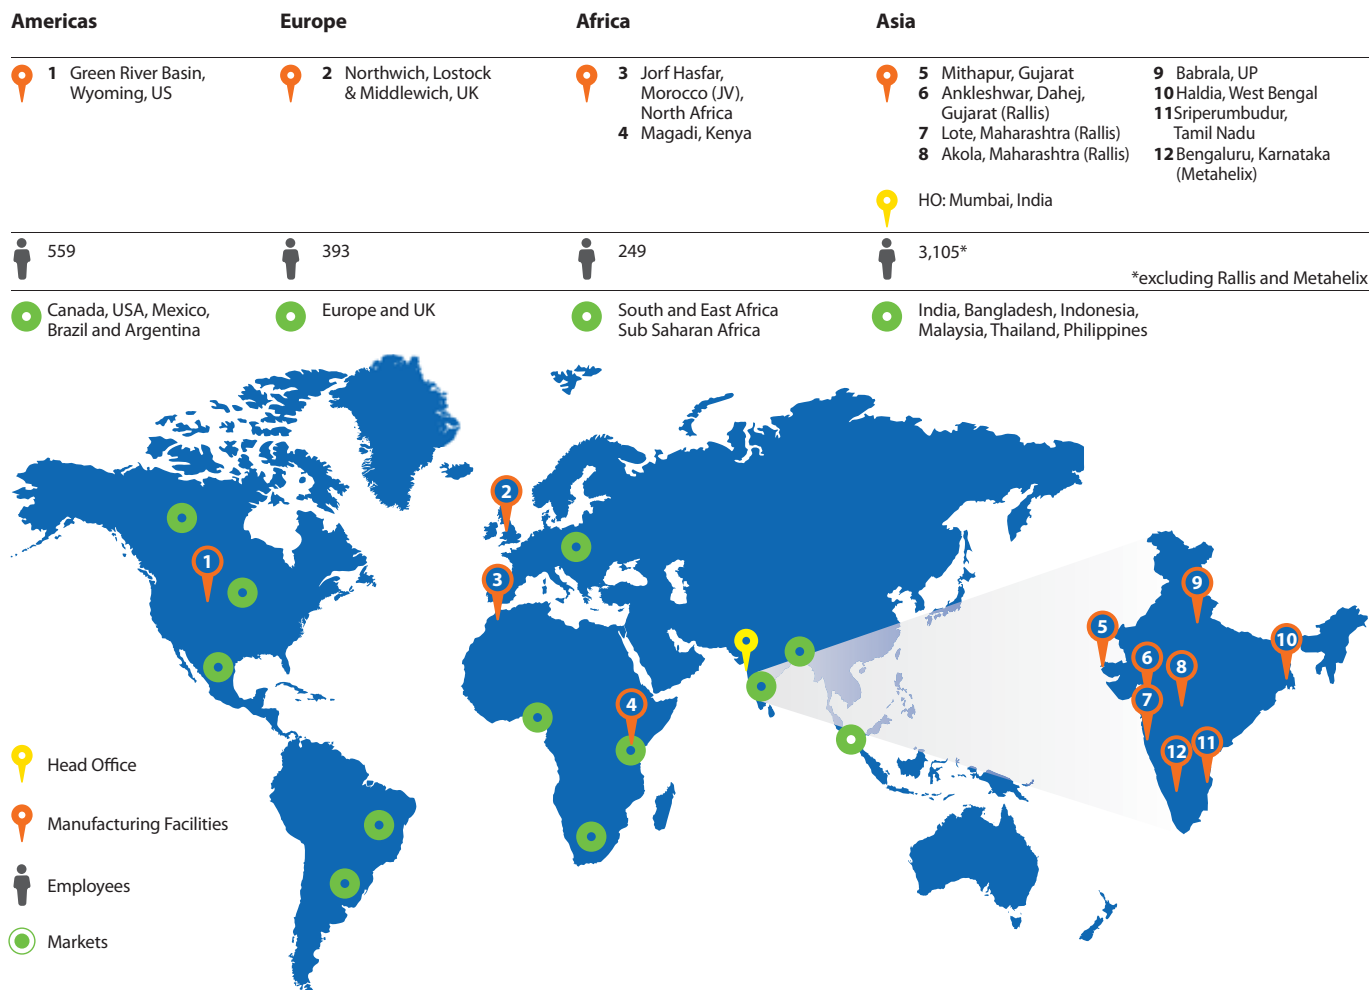 Americas
Europe
Africa
Asia
1 Green River Basin,
Wyoming, US
2 Northwich, Lostock
& Middlewich, UK
3 Jorf Hasfar,
Morocco (JV),
North Africa
4 Magadi, Kenya
5 Mithapur, Gujarat
6 Ankleshwar, Dahej,
Gujarat (Rallis)
7 Lote, Maharashtra (Rallis)
8 Akola, Maharashtra (Rallis)
9 Babrala, UP
10 Haldia, West Bengal
11 Sriperumbudur,
Tamil Nadu
12 Bengaluru, Karnataka
(Metahelix)
HO: Mumbai, India
559
393
249
3,105*
*excluding Rallis and Metahelix
Canada, USA, Mexico,
Brazil and Argentina
Europe and UK
South and East Africa
Sub Saharan Africa
India, Bangladesh, Indonesia,
Malaysia, Thailand, Philippines
2
1
3
9
5
10
6
8
4
7
11
12
Head Office
Manufacturing Facilities
Employees
Markets